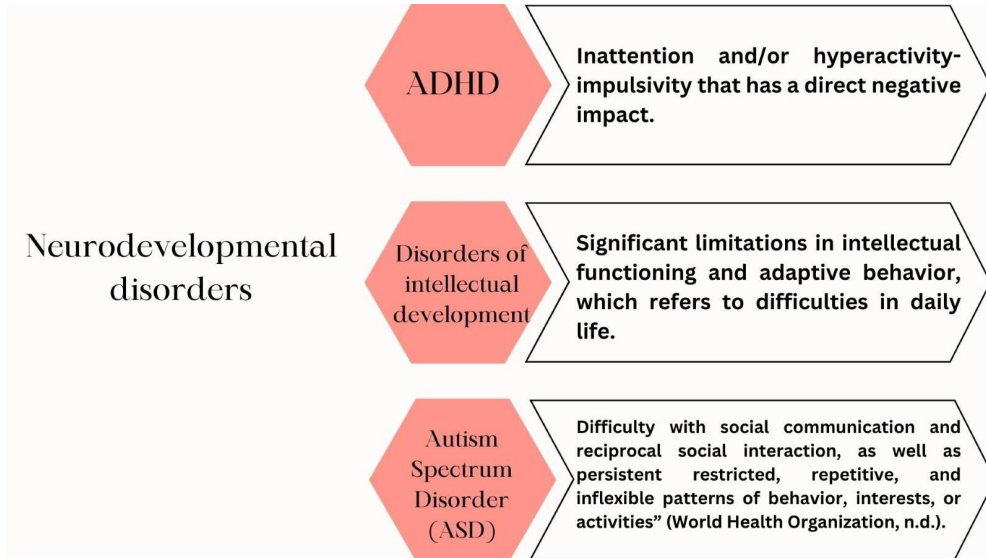 Neurodevelopmental
disorders
ADHD
Inattention and/or hyperactivity-
impulsivity that has a direct negative
impact.
Disorders of
intellectual
development
Significant limitations in intellectual
functioning and adaptive behavior,
which refers to difficulties in daily
life.
Autism
Spectrum
Disorder
(ASD)
Difficulty with social communication and
reciprocal social interaction, as well as
persistent restricted, repetitive, and
inflexible patterns of behavior, interests, or
activities” (World Health Organization, n.d.).